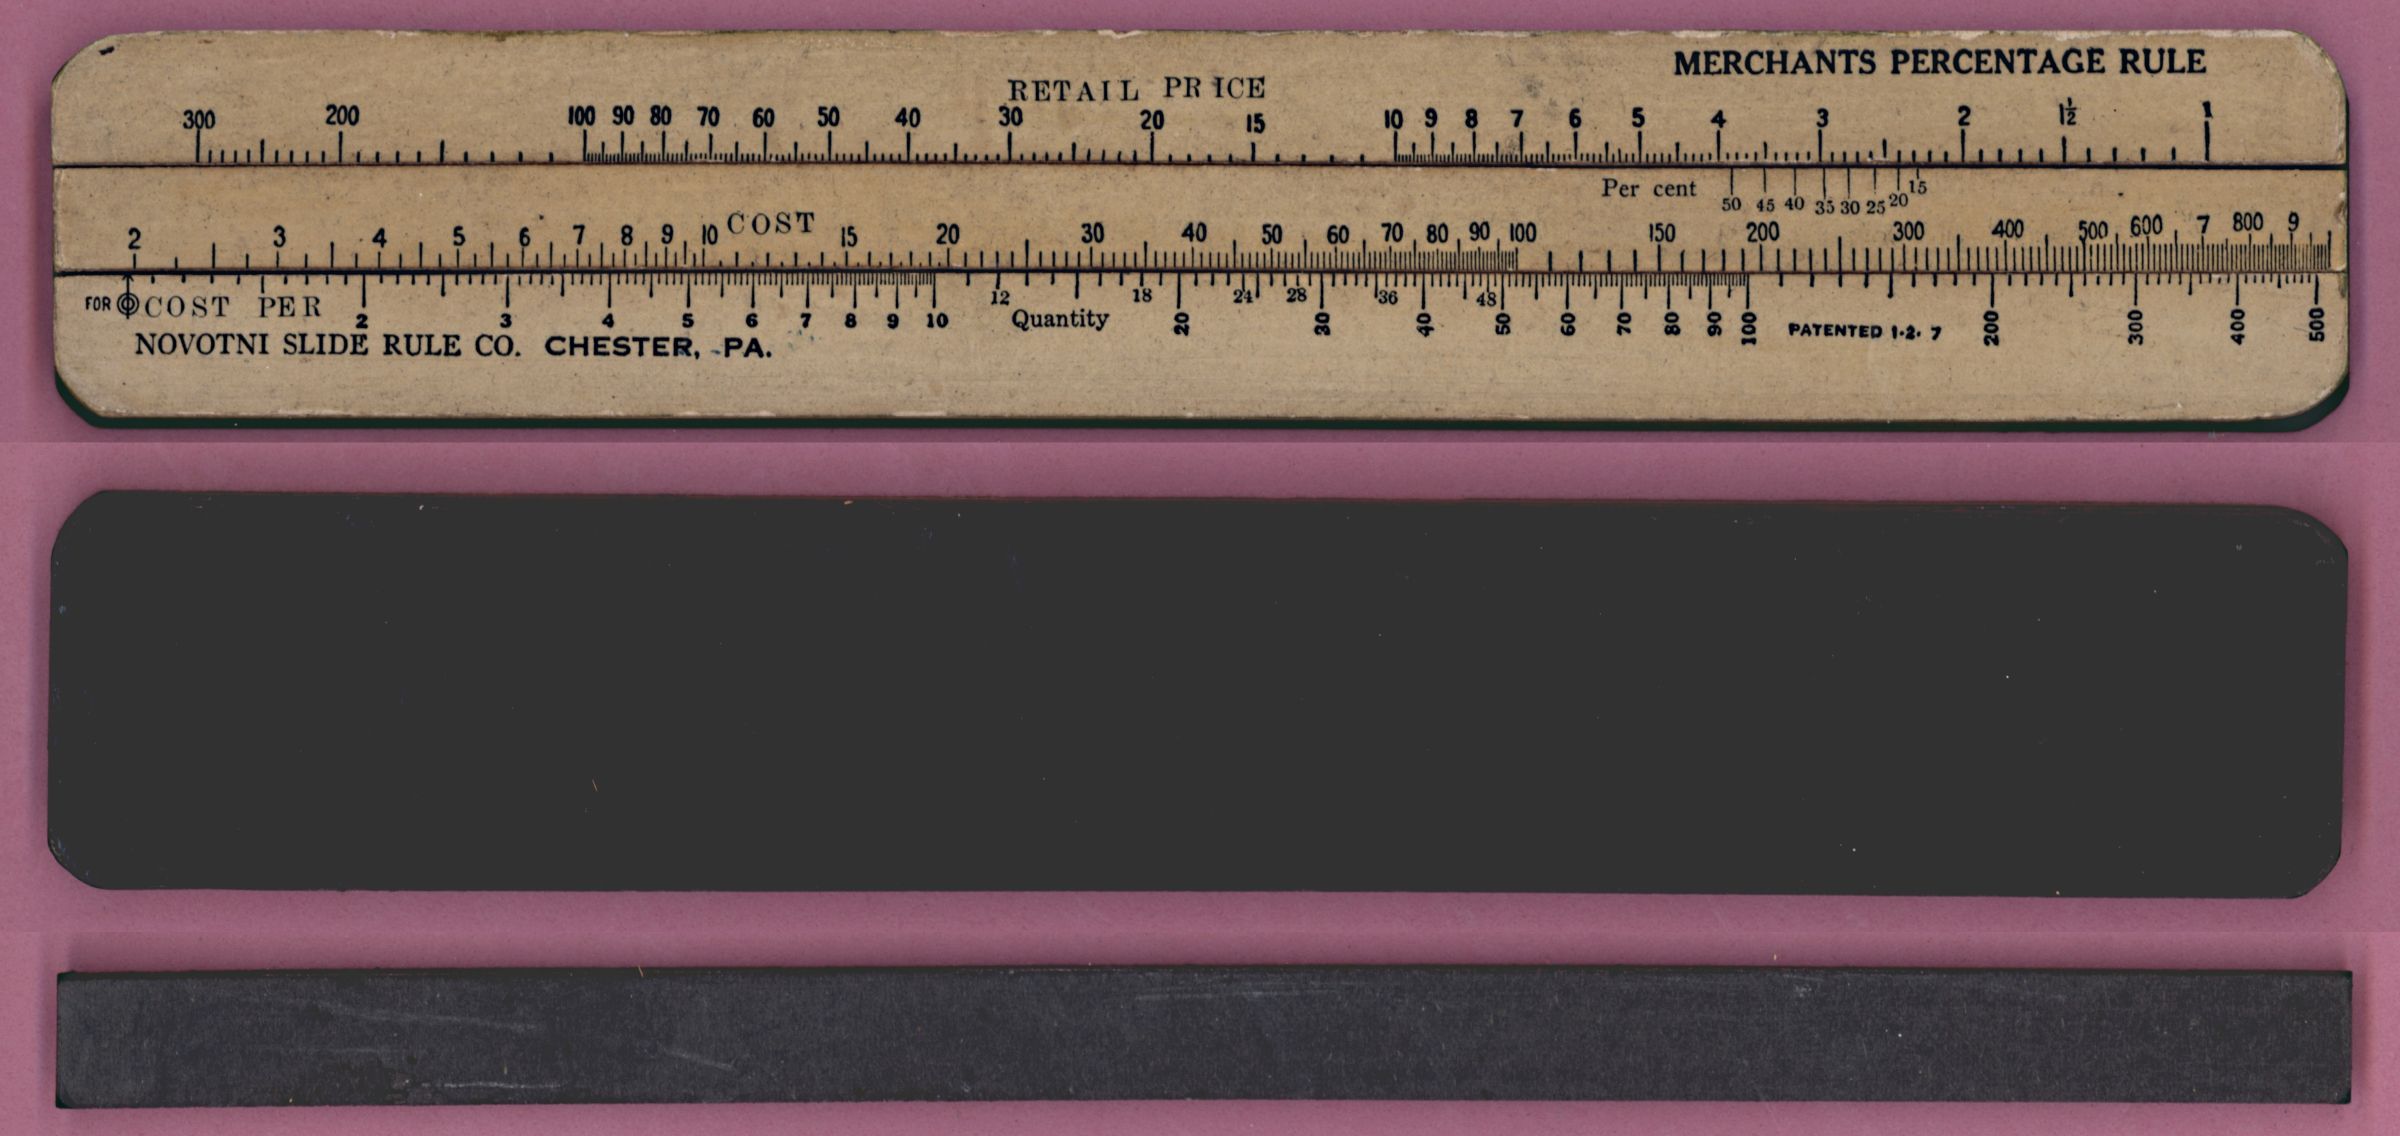 MERCHANTS PERCENTAGE RULE
RETAIL PRICE
300 200 100 90 80 70 60 50 40 30 20 15 10 9 8 7 6 5 4 3 2 1½ 1
Per cent 50 45 40 35 30 25 20 15
COST
2 3 4 5 6 7 8 9 10 15 20 30 40 50 60 70 80 90 100 150 200 300 400 500 600 7 800 9
12 18 24 28 36 48
FOR COST PER
2 3 4 5 6 7 8 9 10 Quantity 20 30 40 50 60 70 80 90 100 PATENTED 1·2· 7 200 300 400 500
NOVOTNI SLIDE RULE CO. CHESTER, PA.